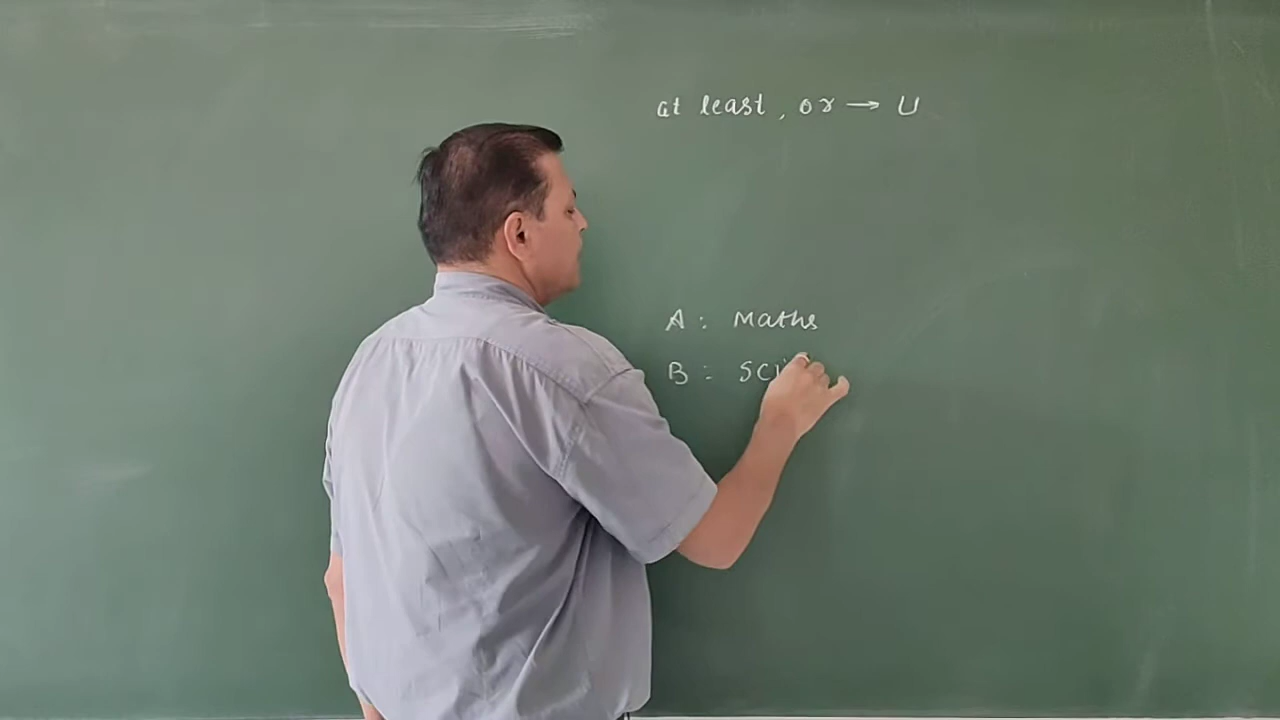 at least, or → U
A: Maths
B: Sci